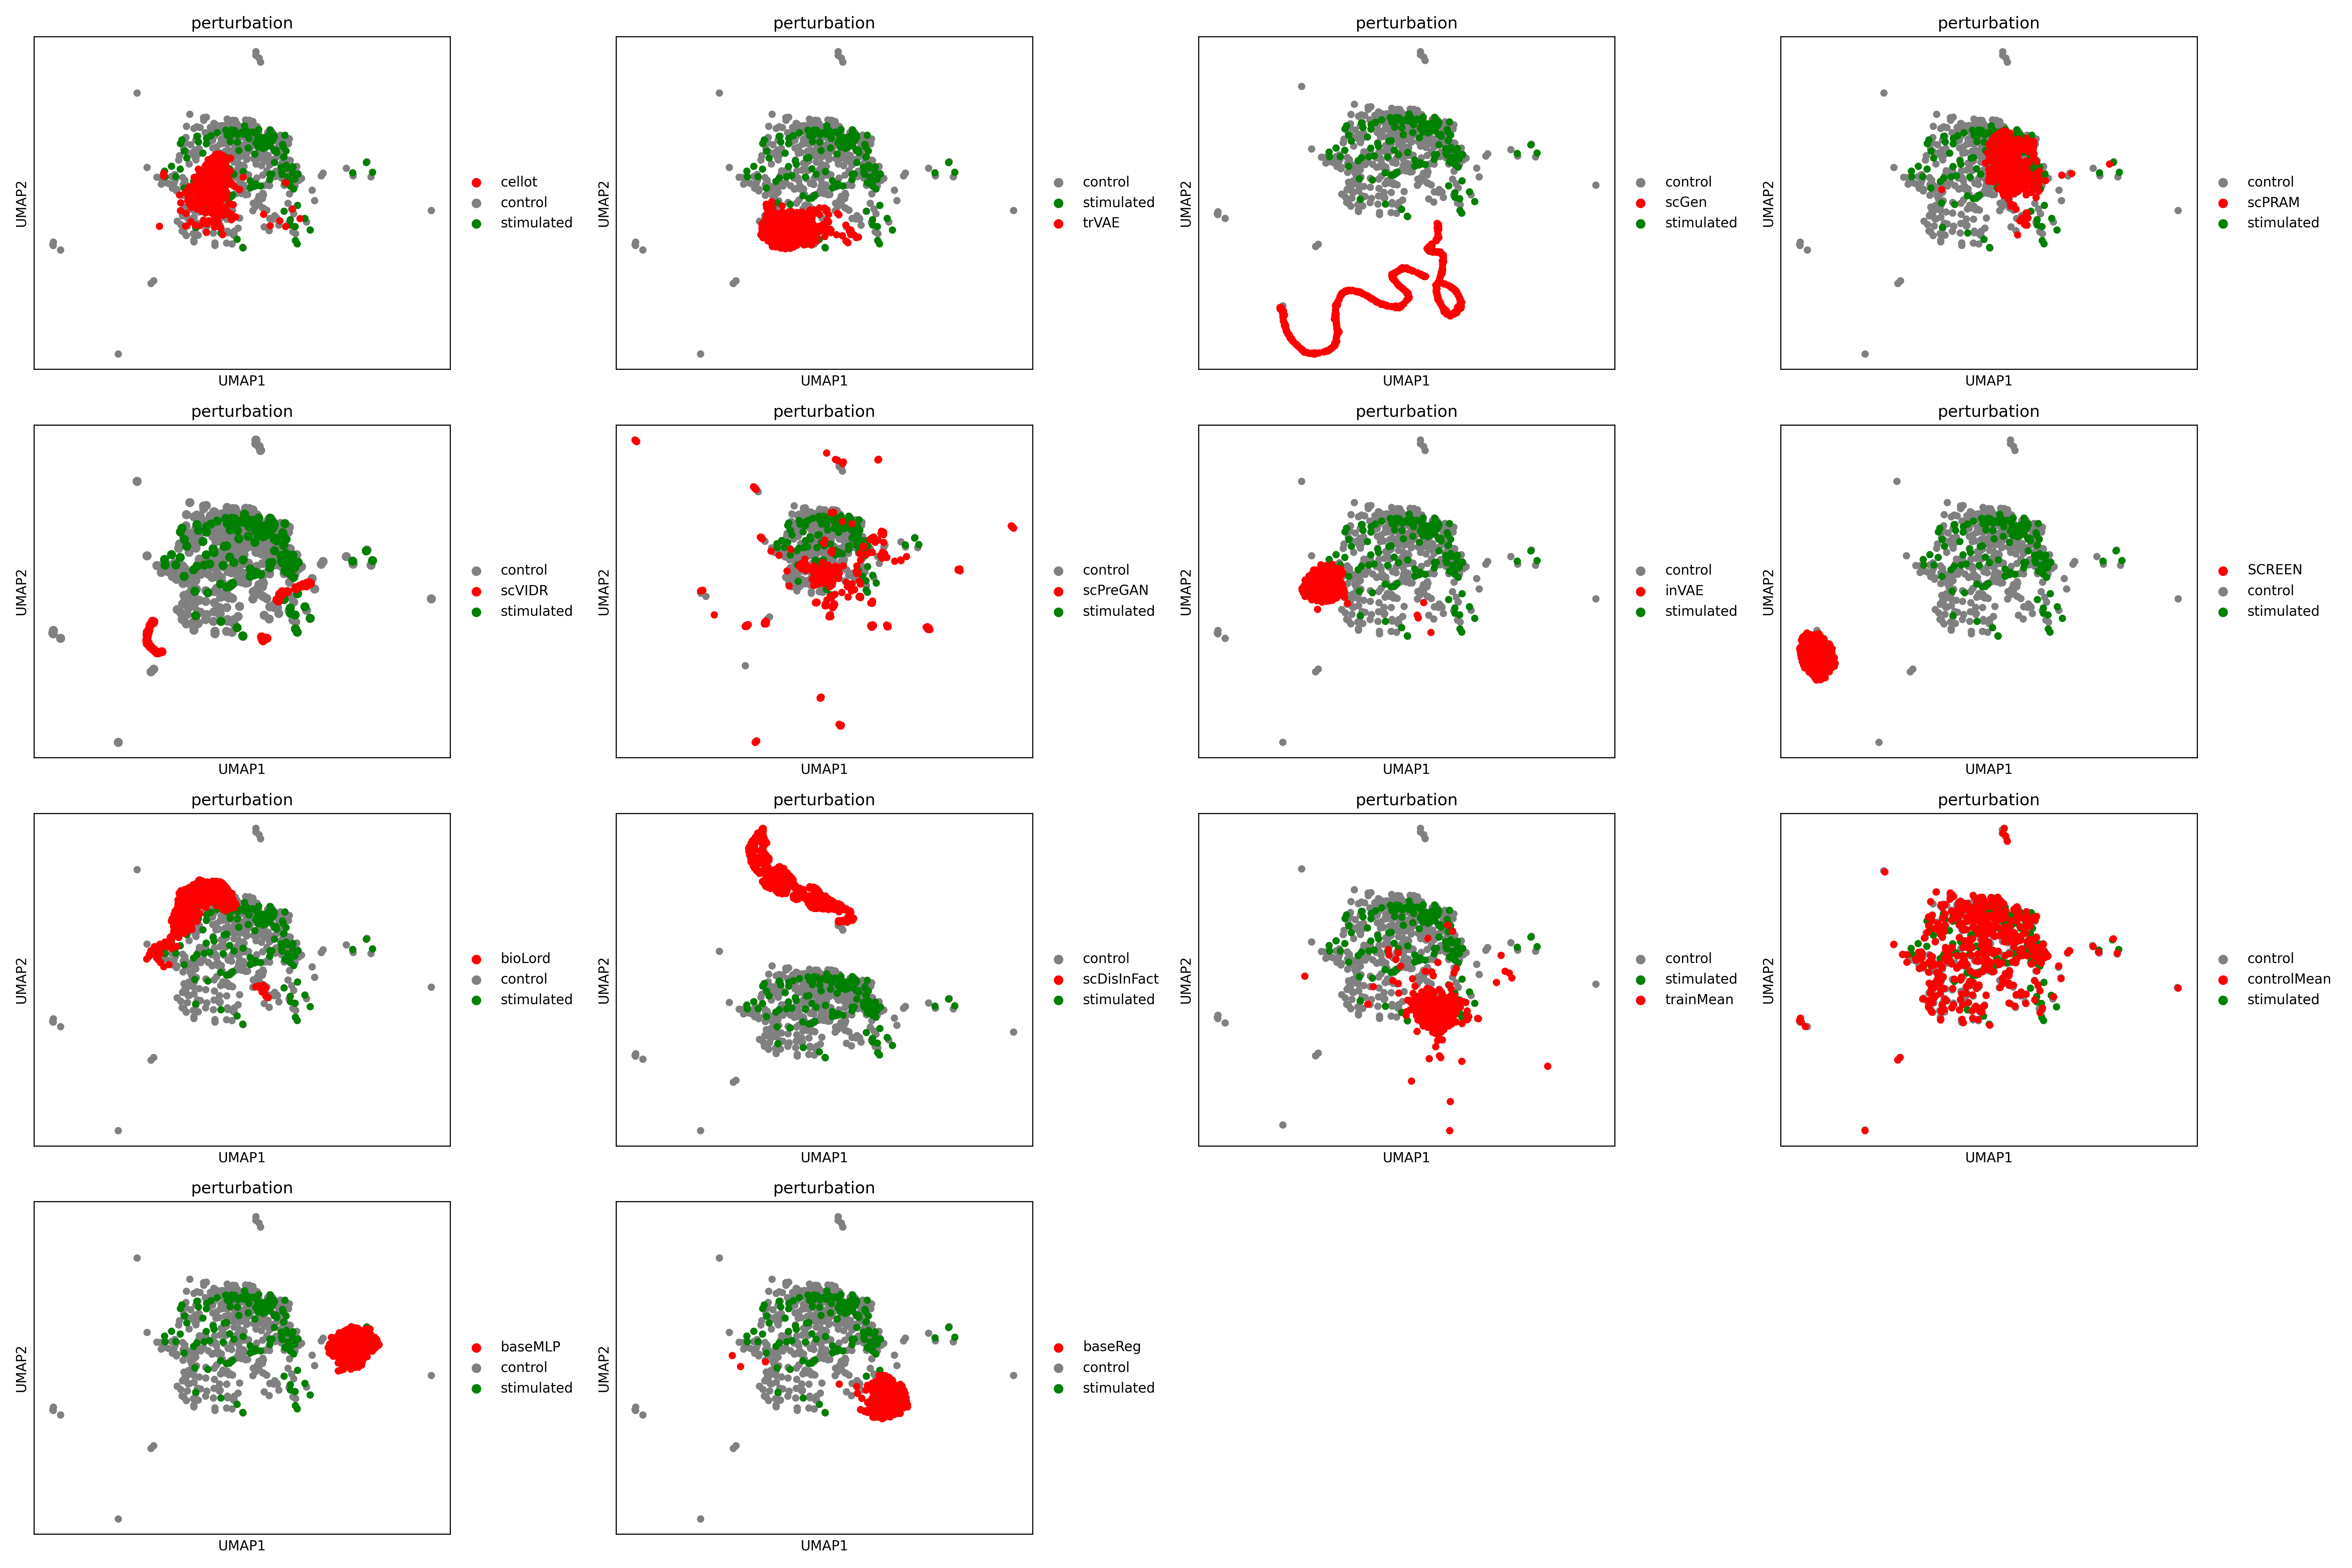 perturbation
UMAP2
cellot
control
stimulated
UMAP1
perturbation
UMAP2
control
stimulated
trVAE
UMAP1
perturbation
UMAP2
control
scGen
stimulated
UMAP1
perturbation
UMAP2
control
scPRAM
stimulated
UMAP1
perturbation
UMAP2
control
scVIDR
stimulated
UMAP1
perturbation
UMAP2
control
scPreGAN
stimulated
UMAP1
perturbation
UMAP2
control
inVAE
stimulated
UMAP1
perturbation
UMAP2
SCREEN
control
stimulated
UMAP1
perturbation
UMAP2
bioLord
control
stimulated
UMAP1
perturbation
UMAP2
control
scDisInFact
stimulated
UMAP1
perturbation
UMAP2
control
stimulated
trainMean
UMAP1
perturbation
UMAP2
control
controlMean
stimulated
UMAP1
perturbation
UMAP2
baseMLP
control
stimulated
UMAP1
perturbation
UMAP2
baseReg
control
stimulated
UMAP1